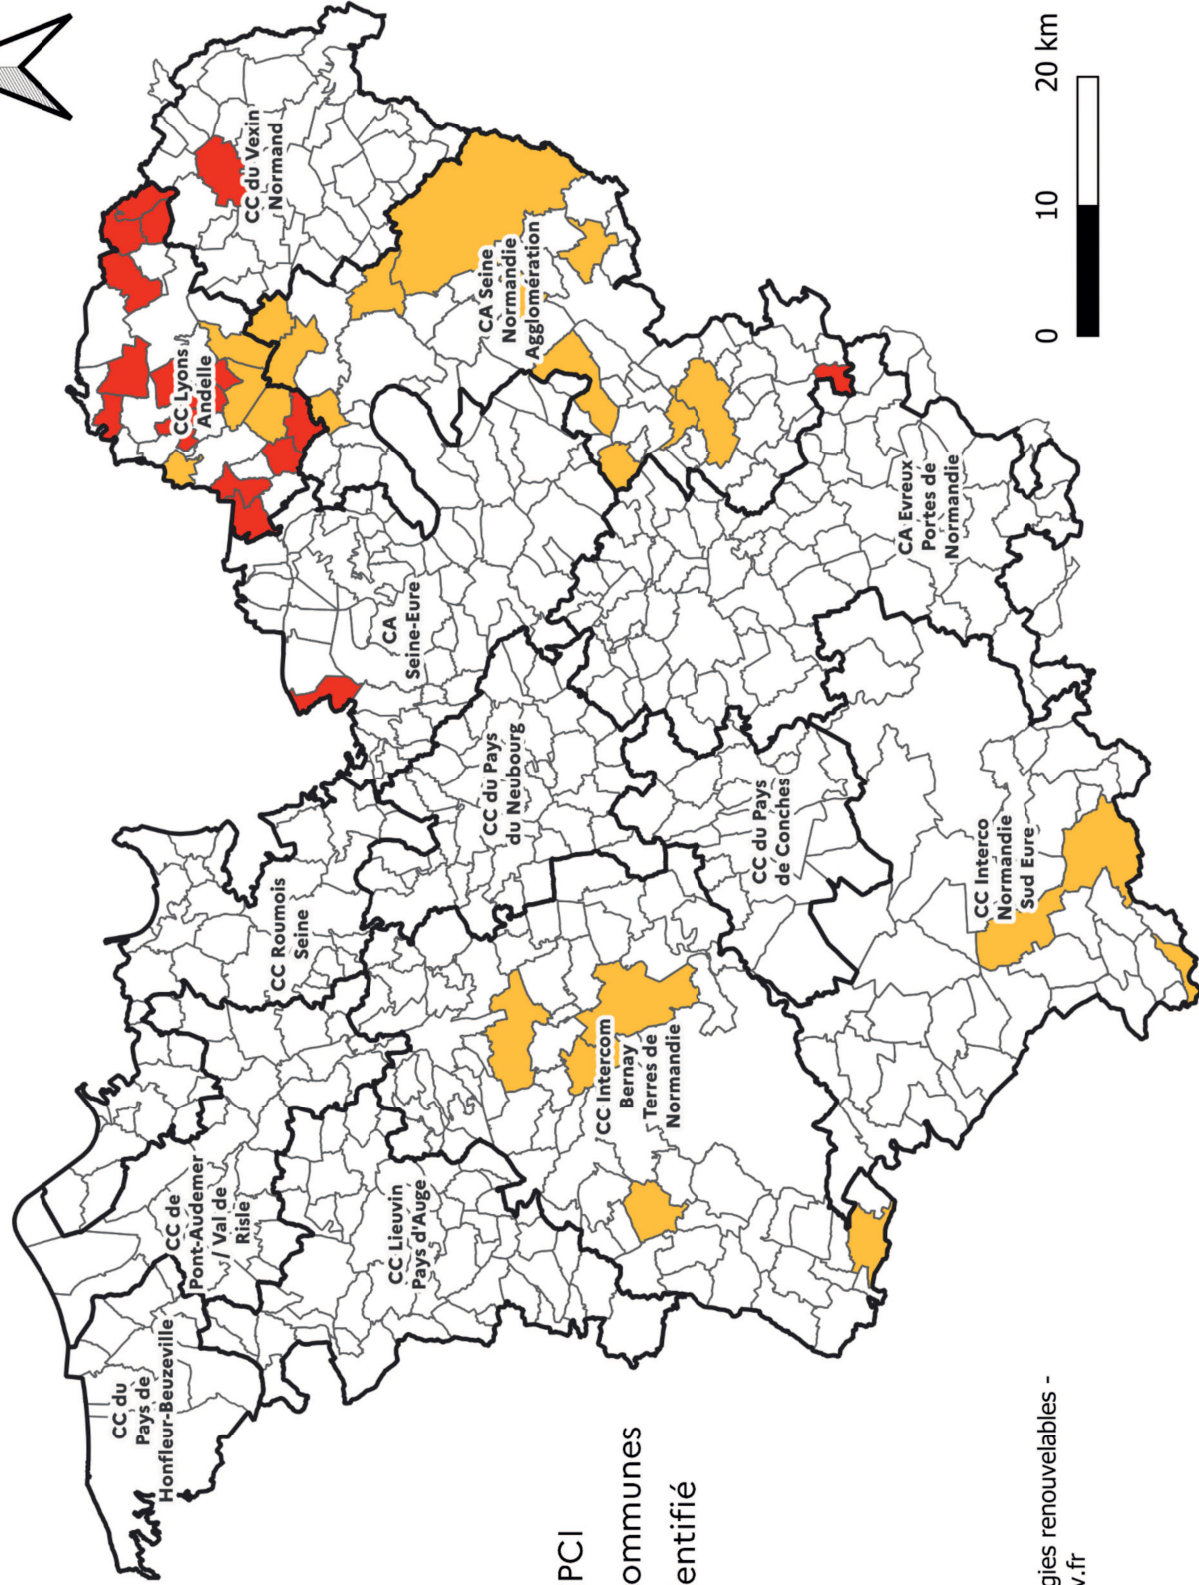 CC du
Pays de
Honfleur-Beuzeville
CC de
Pont-Audemer
/ Val de
Risle
CC Roumois
Seine
CC Lieuvin
Pays d'Auge
CC Intercom
Bernay
Terres de
Normandie
CC du Pays
du Neubourg
CA
Seine-Eure
CC Lyons
Andelle
CC du Vexin
Normand
CA Seine
Normandie
Agglomération
CC du Pays
de Conches
CA Evreux
Portes de
Normandie
CC Interco
Normandie
Sud Eure
PCI
ommunes
entifié
gies renouvelables -
v.fr
0 10 20 km